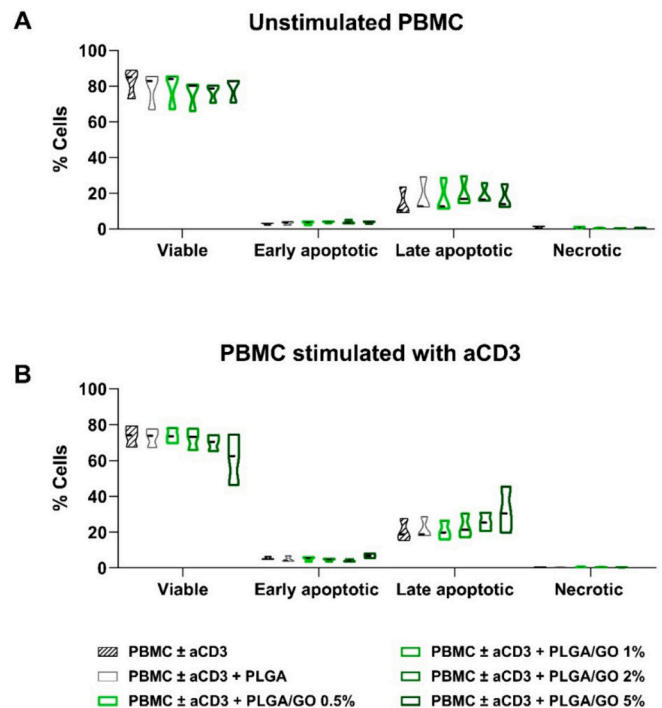 A
Unstimulated PBMC
100
80
60
40
20
0
% Cells
Viable Early apoptotic Late apoptotic Necrotic
B
PBMC stimulated with aCD3
100
80
60
40
20
0
% Cells
Viable Early apoptotic Late apoptotic Necrotic
PBMC ± aCD3
PBMC ± aCD3 + PLGA
PBMC ± aCD3 + PLGA/GO 0.5%
PBMC ± aCD3 + PLGA/GO 1%
PBMC ± aCD3 + PLGA/GO 2%
PBMC ± aCD3 + PLGA/GO 5%